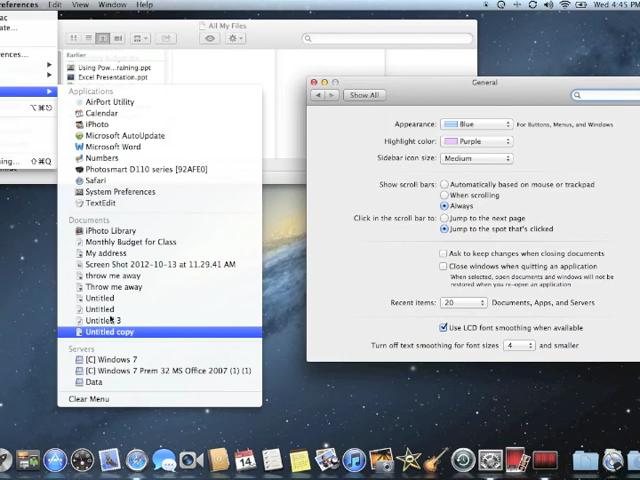 references Edit View Window Help Wed 4:45
ac
ate...
ences...
⌥⌘⎋
ing... ⇧⌘Q
All My Files
Earlier
Using Pow...raining.ppt
Excel Presentation.ppt
Applications
AirPort Utility
Calendar
iPhoto
Microsoft AutoUpdate
Microsoft Word
Numbers
Photosmart D110 series [92AFE0]
Safari
System Preferences
TextEdit
Documents
iPhoto Library
Monthly Budget for Class
My address
Screen Shot 2012-10-13 at 11.29.41 AM
throw me away
Throw me away
Untitled
Untitled
Untitled 3
Untitled copy
Servers
[C] Windows 7
[C] Windows 7 Prem 32 MS Office 2007 (1) (1)
Data
Clear Menu
General
Show All
Appearance: Blue For Buttons, Menus, and Windows
Highlight color: Purple
Sidebar icon size: Medium
Show scroll bars: Automatically based on mouse or trackpad
When scrolling
Always
Click in the scroll bar to: Jump to the next page
Jump to the spot that's clicked
Ask to keep changes when closing documents
Close windows when quitting an application
When selected, open documents and windows will not be
restored when you re-open an application
Recent items: 20 Documents, Apps, and Servers
Use LCD font smoothing when available
Turn off text smoothing for font sizes 4 and smaller
14